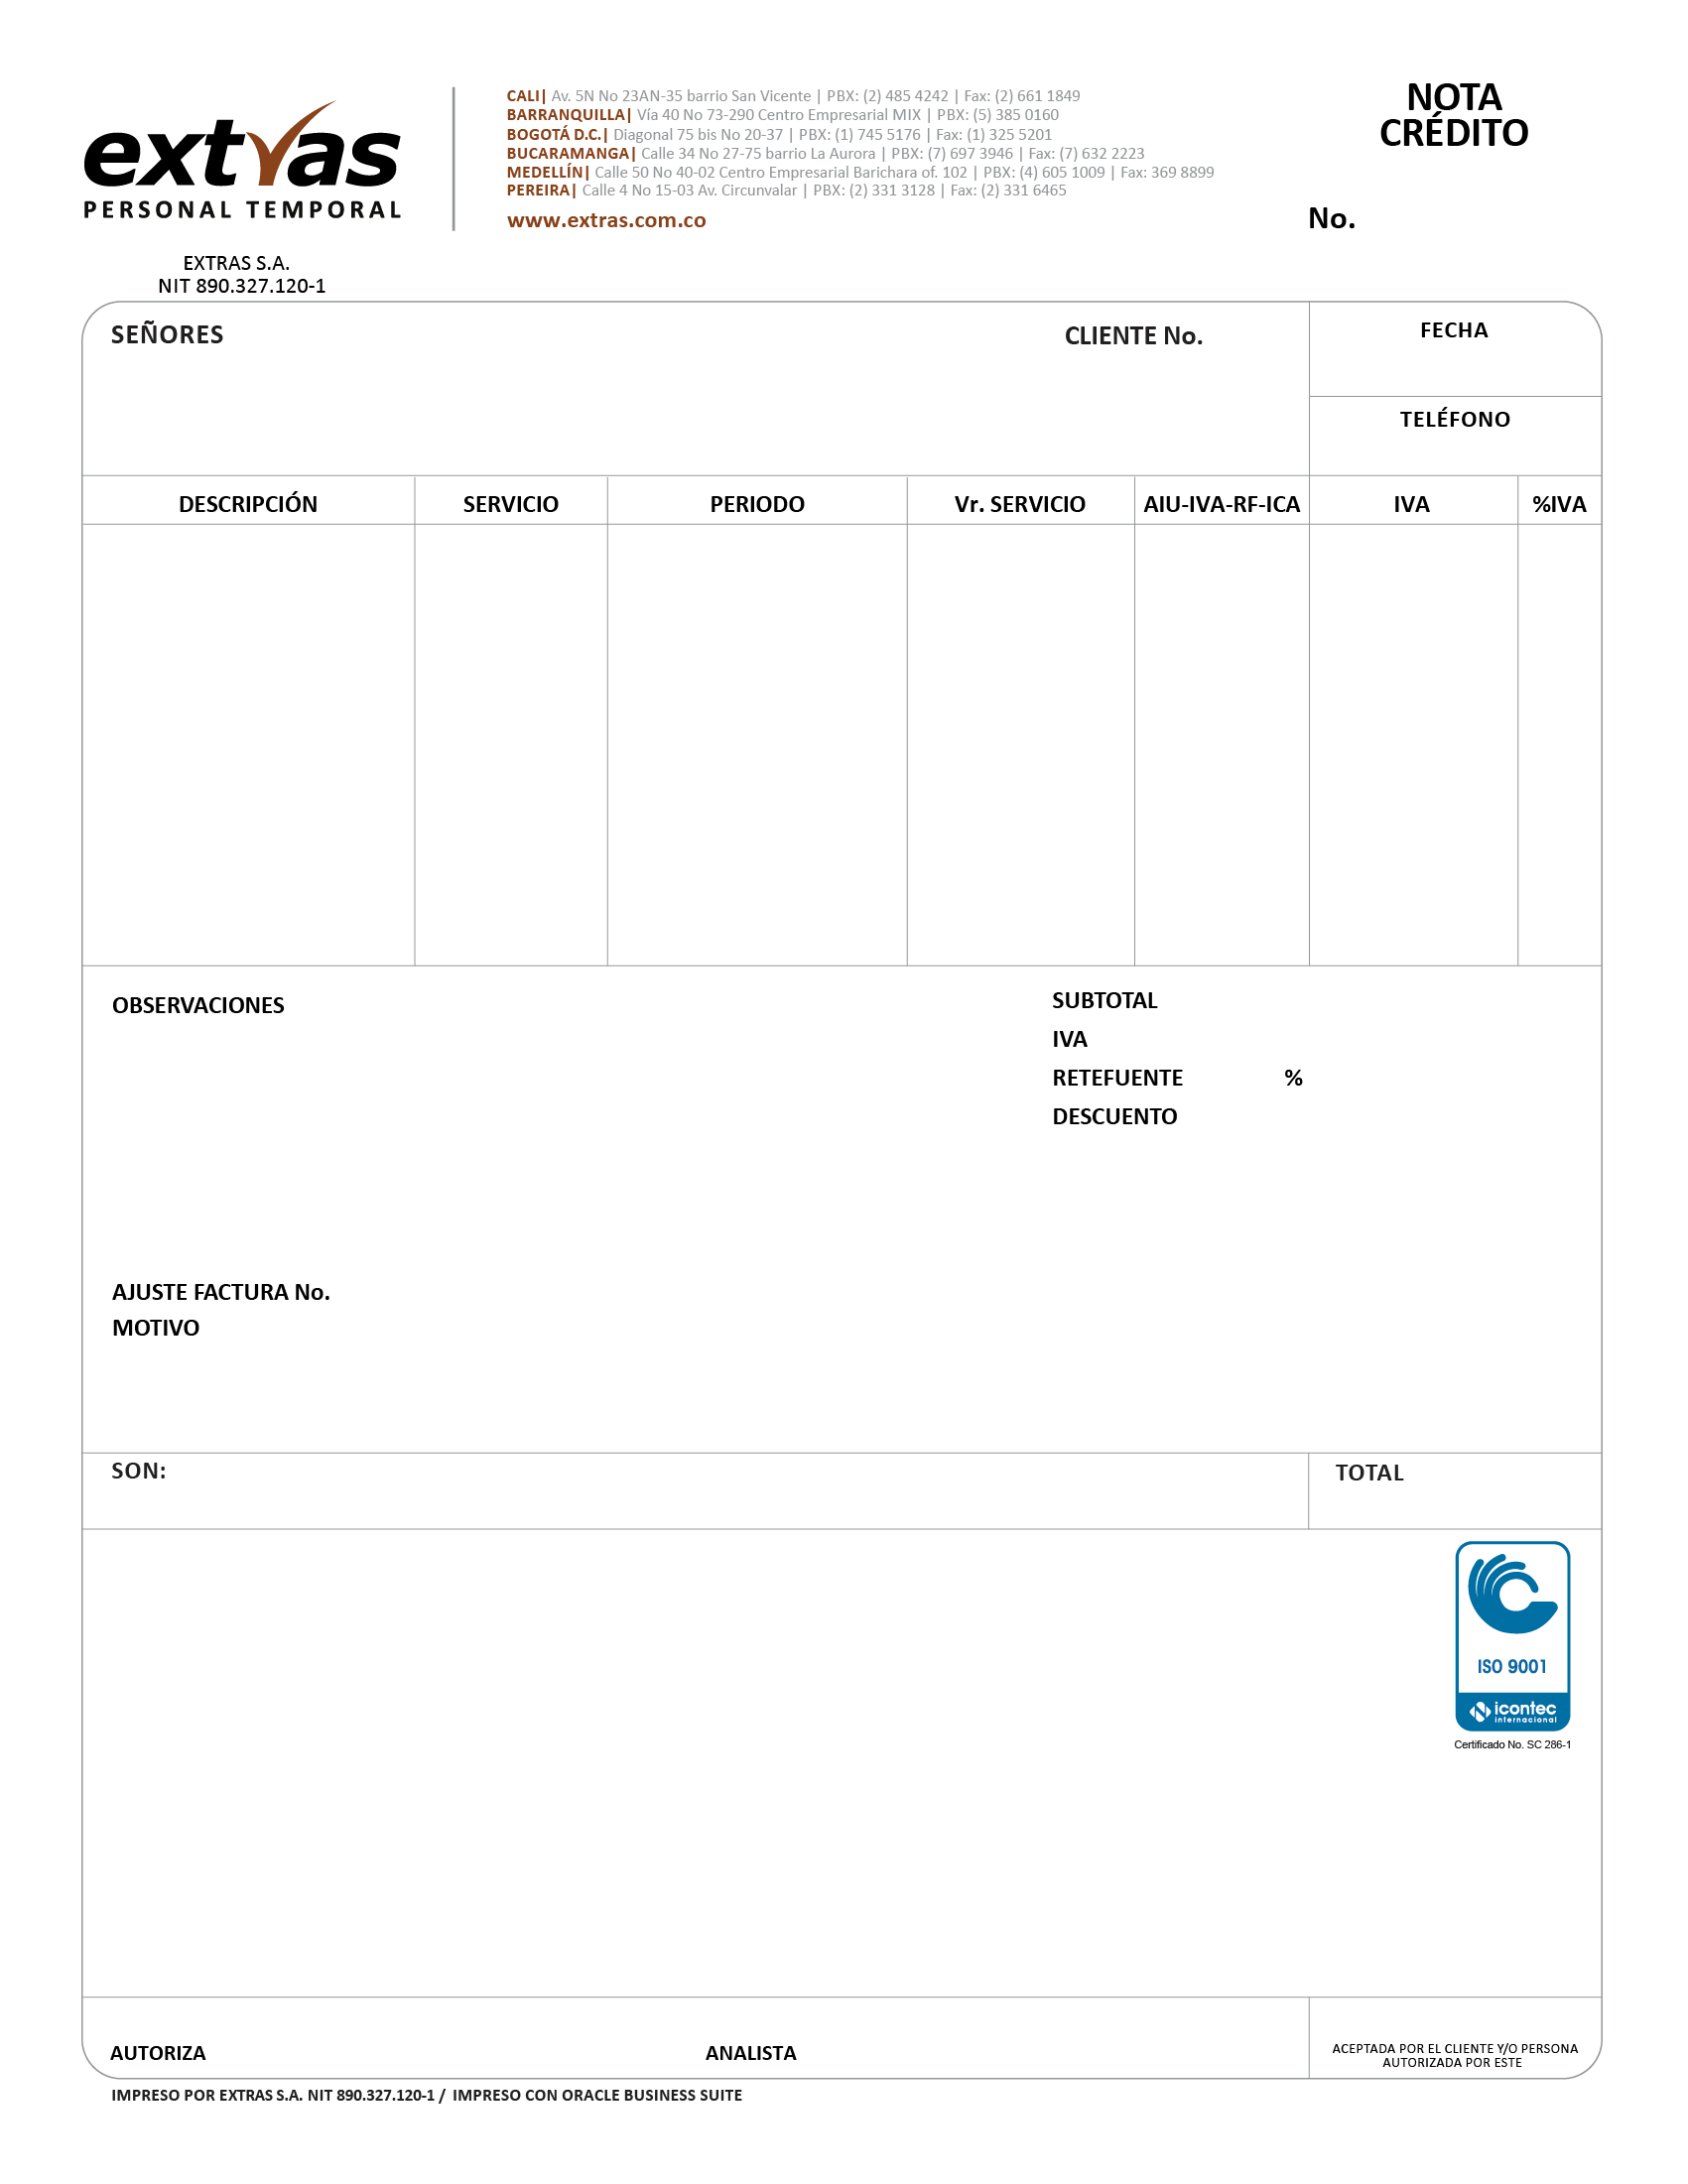 extras
PERSONAL TEMPORAL
EXTRAS S.A.
NIT 890.327.120-1
CALI| Av. 5N No 23AN-35 barrio San Vicente | PBX: (2) 485 4242 | Fax: (2) 661 1849
BARRANQUILLA| Vía 40 No 73-290 Centro Empresarial MIX | PBX: (5) 385 0160
BOGOTÁ D.C.| Diagonal 75 bis No 20-37 | PBX: (1) 745 5176 | Fax: (1) 325 5201
BUCARAMANGA| Calle 34 No 27-75 barrio La Aurora | PBX: (7) 697 3946 | Fax: (7) 632 2223
MEDELLÍN| Calle 50 No 40-02 Centro Empresarial Barichara of. 102 | PBX: (4) 605 1009 | Fax: 369 8899
PEREIRA| Calle 4 No 15-03 Av. Circunvalar | PBX: (2) 331 3128 | Fax: (2) 331 6465
www.extras.com.co
NOTA
CRÉDITO
No.
SEÑORES
CLIENTE No.
FECHA
TELÉFONO
DESCRIPCIÓN
SERVICIO
PERIODO
Vr. SERVICIO
AIU-IVA-RF-ICA
IVA
%IVA
OBSERVACIONES
SUBTOTAL
IVA
RETEFUENTE %
DESCUENTO
AJUSTE FACTURA No.
MOTIVO
SON:
TOTAL
ISO 9001
icontec
internacional
Certificado No. SC 286-1
AUTORIZA
ANALISTA
ACEPTADA POR EL CLIENTE Y/O PERSONA
AUTORIZADA POR ESTE
IMPRESO POR EXTRAS S.A. NIT 890.327.120-1 / IMPRESO CON ORACLE BUSINESS SUITE